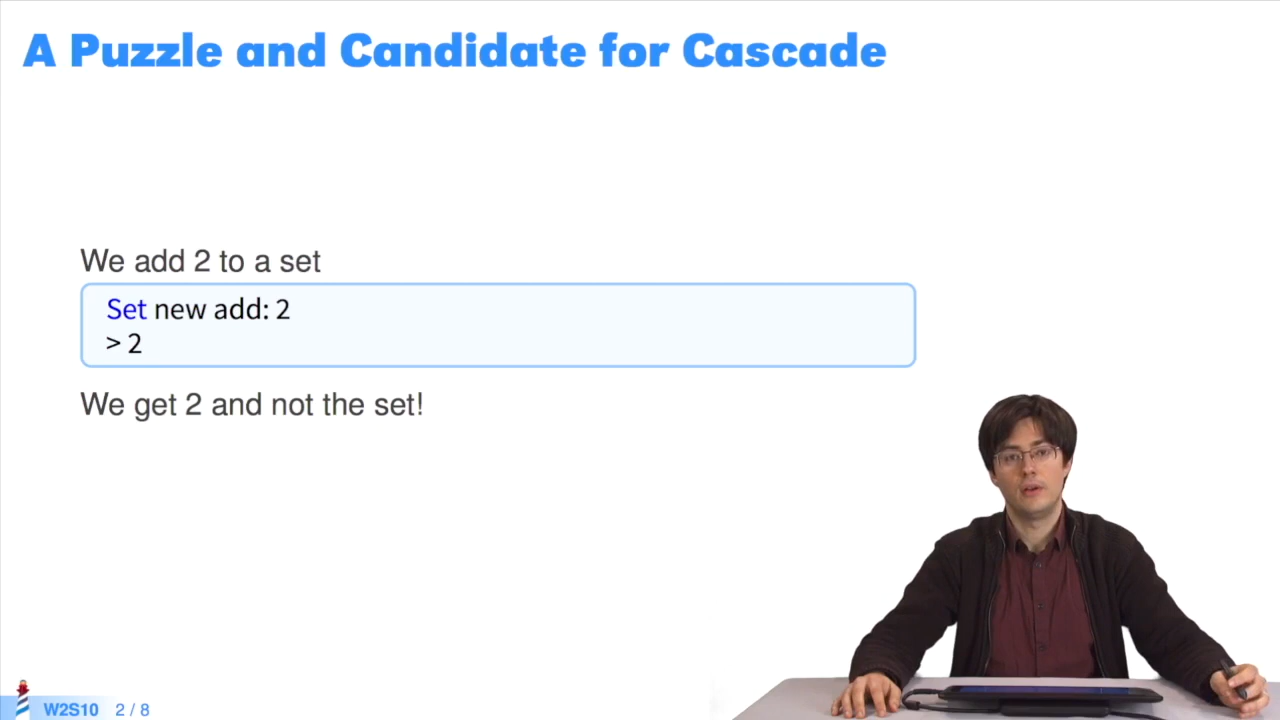 A Puzzle and Candidate for Cascade
We add 2 to a set
Set new add: 2
> 2
We get 2 and not the set!
W2S10 2 / 8